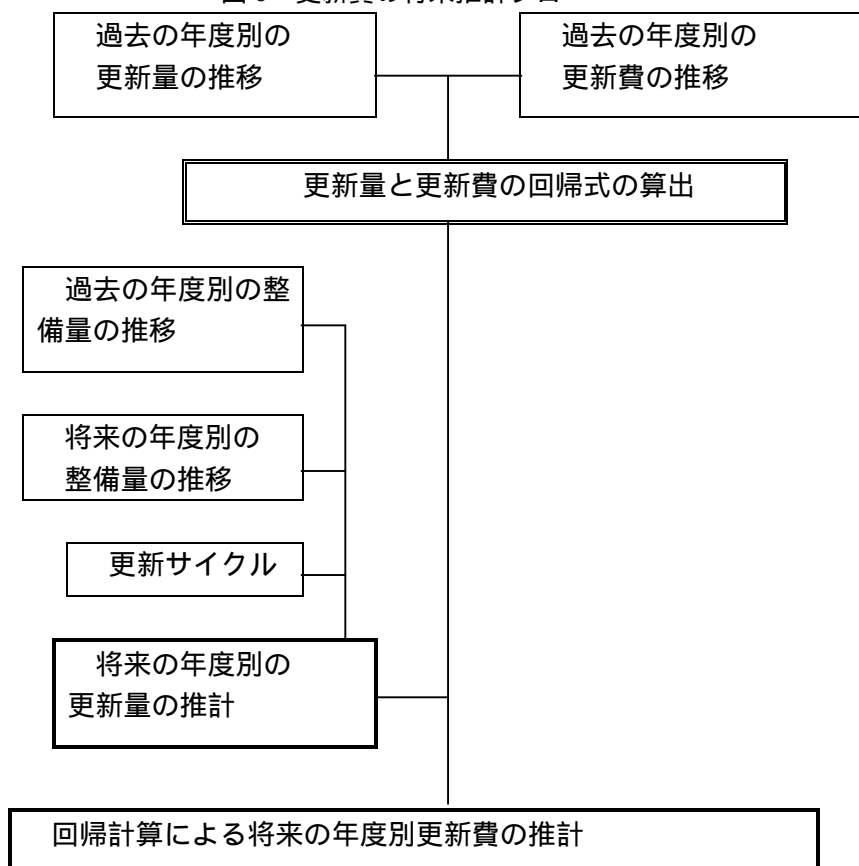 過去の年度別の
更新量の推移
過去の年度別の
更新費の推移
更新量と更新費の回帰式の算出
過去の年度別の整
備量の推移
将来の年度別の
整備量の推移
更新サイクル
将来の年度別の
更新量の推計
回帰計算による将来の年度別更新費の推計